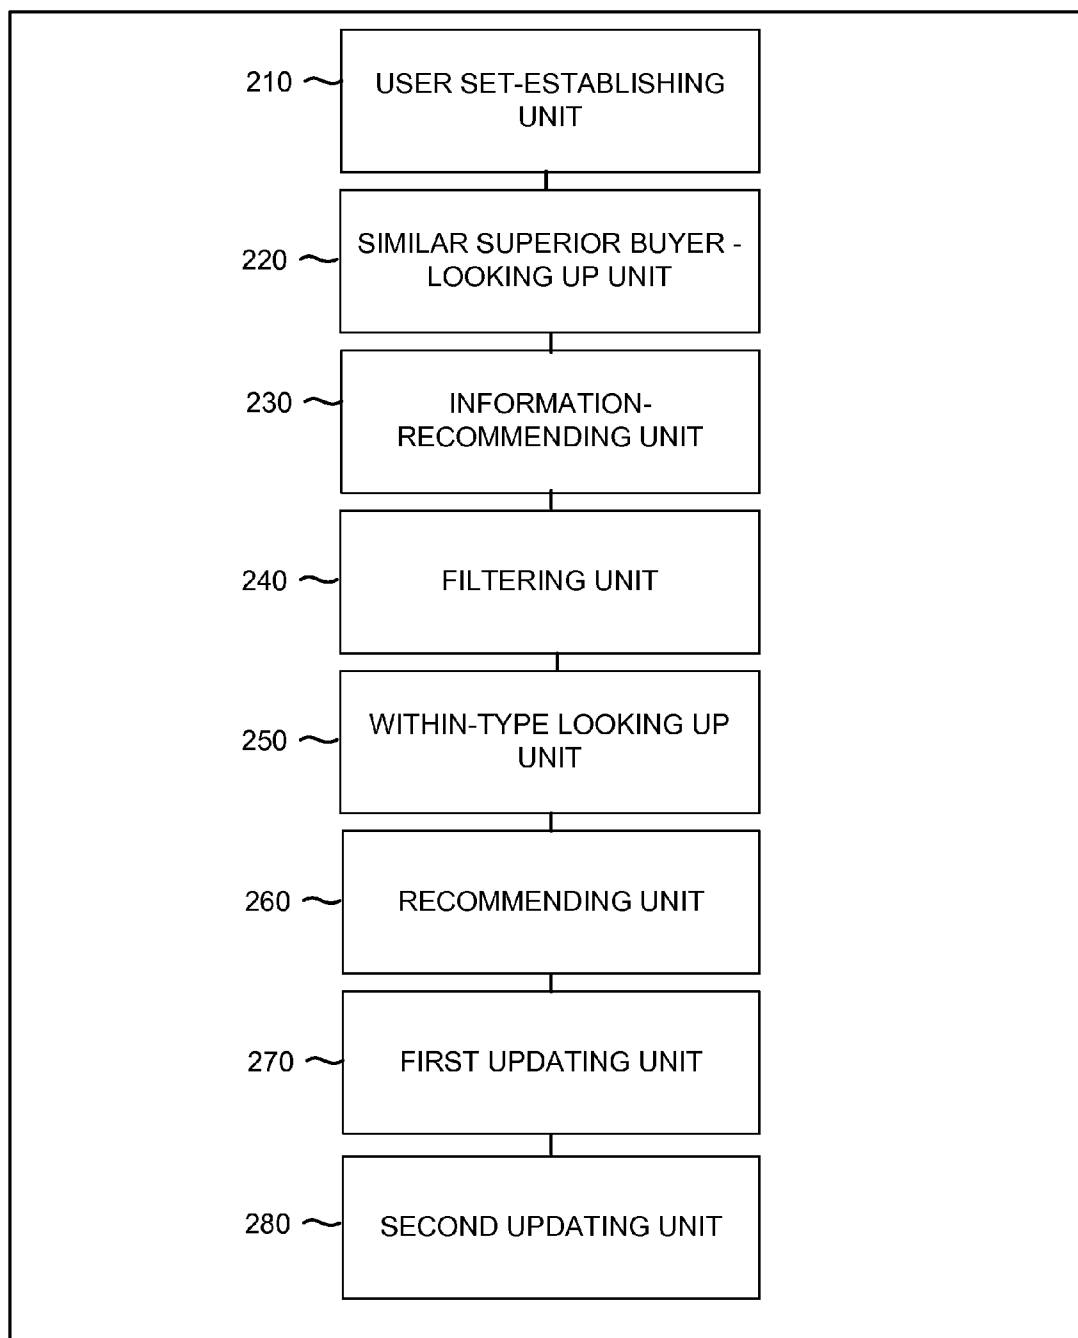 210
USER SET-ESTABLISHING
UNIT
220
SIMILAR SUPERIOR BUYER -
LOOKING UP UNIT
230
INFORMATION-
RECOMMENDING UNIT
240
FILTERING UNIT
250
WITHIN-TYPE LOOKING UP
UNIT
260
RECOMMENDING UNIT
270
FIRST UPDATING UNIT
280
SECOND UPDATING UNIT